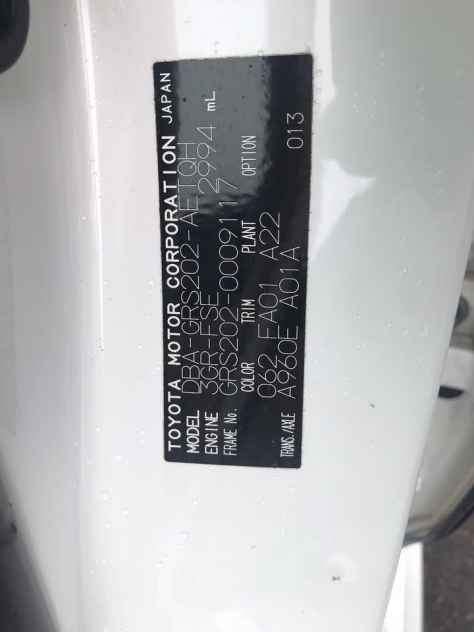 TOYOTA MOTOR CORPORATION JAPAN
MODEL DBA-GRS202-AETQH
ENGINE 3GR-FSE 2994 mL
FRAME No. GRS202-0009117
COLOR TRIM PLANT OPTION
062 FA01 A22 013
TRANS./AXLE A960E A01A